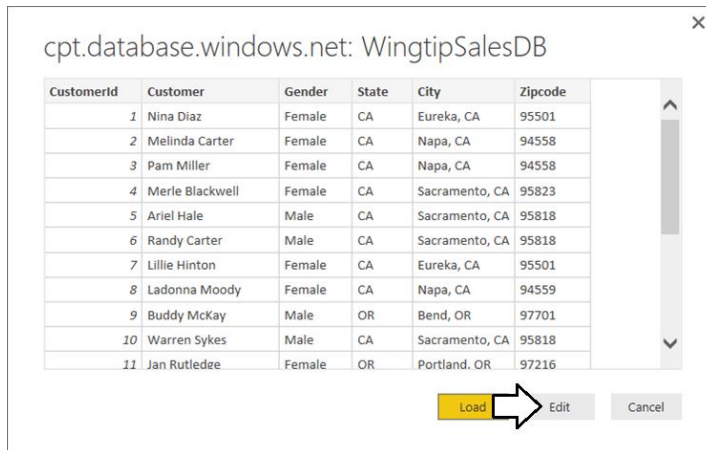 cpt.database.windows.net: WingtipSalesDB
CustomerId Customer Gender State City Zipcode
1 Nina Diaz Female CA Eureka, CA 95501
2 Melinda Carter Female CA Napa, CA 94558
3 Pam Miller Female CA Napa, CA 94558
4 Merle Blackwell Female CA Sacramento, CA 95823
5 Ariel Hale Male CA Sacramento, CA 95818
6 Randy Carter Male CA Sacramento, CA 95818
7 Lillie Hinton Female CA Eureka, CA 95501
8 Ladonna Moody Female CA Napa, CA 94559
9 Buddy McKay Male OR Bend, OR 97701
10 Warren Sykes Male CA Sacramento, CA 95818
11 Jan Rutledge Female OR Portland, OR 97216
Load Edit Cancel